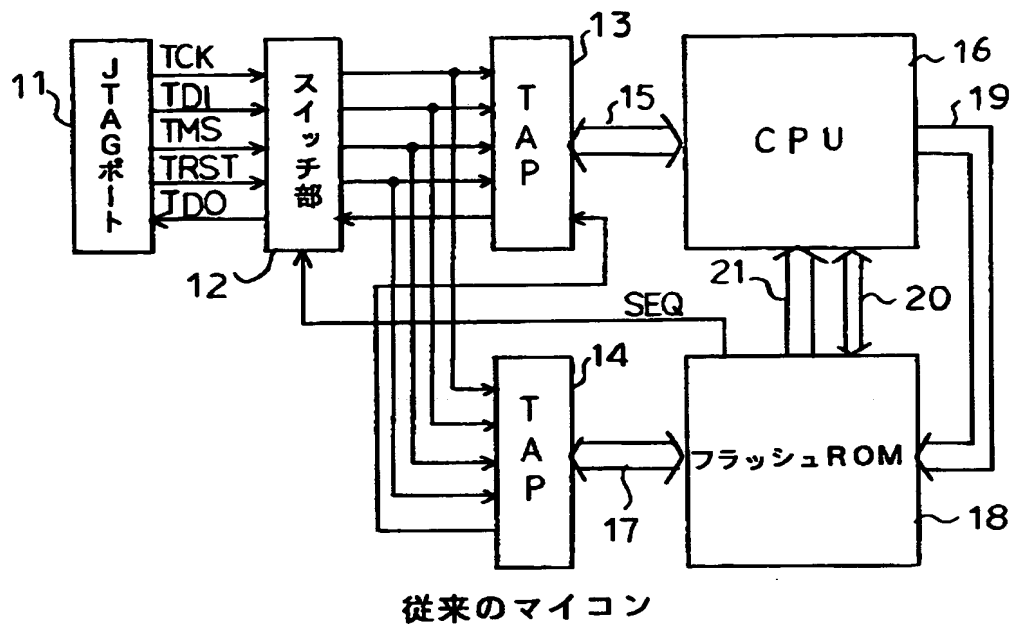 11
JTAGポート
TCK
TDI
TMS
TRST
JDO
スイッチ部
12
TAP
13
15
CPU
16
19
21
20
SEQ
TAP
14
17
フラッシュROM
18
従来のマイコン